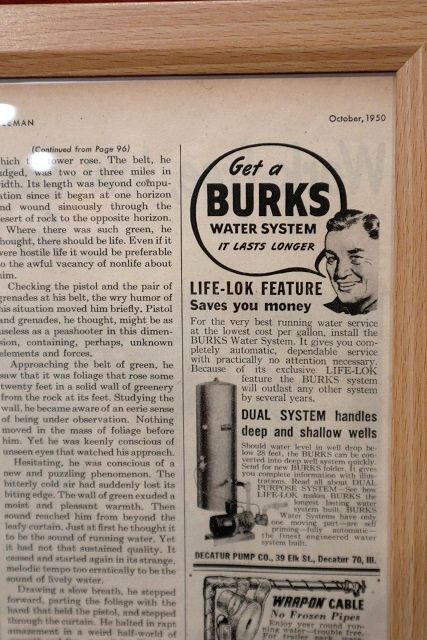 EMAN
October, 1950
(Continued from Page 96)
hich the tower rose. The belt, he
udged, was two or three miles in
idth. Its length was beyond compu-
ation since it began at one horizon
nd wound sinuously through the
esert of rock to the opposite horizon.
Where there was such green, he
hought, there should be life. Even if it
ere hostile life it would be preferable
o the awful vacancy of nonlife about
im.
Checking the pistol and the pair of
grenades at his belt, the wry humor of
his situation moved him briefly. Pistol
and grenades, he thought, might be as
useless as a peashooter in this dimen-
sion, containing, perhaps, unknown
elements and forces.
Approaching the belt of green, he
saw that it was foliage that rose some
twenty feet in a solid wall of greenery
from the rock at its feet. Studying the
wall, he became aware of an eerie sense
of being under observation. Nothing
moved in the mass of foliage before
him. Yet he was keenly conscious of
unseen eyes that watched his approach.
Hesitating, he was conscious of a
new and puzzling phenomenon. The
bitterly cold air had suddenly lost its
biting edge. The wall of green exuded a
moist and pleasant warmth. Then
sound reached him from beyond the
leafy curtain. Just at first he thought it
to be the sound of running water. Yet
it had not that sustained quality. It
ceased and started again in its strange,
melodic tempo too erratically to be the
sound of lively water.
Drawing a slow breath, he stepped
forward, parting the foliage with the
hand that held the pistol, and stepped
through the curtain. He halted in rapt
amazement in a weird half-world of
Get a
BURKS
WATER SYSTEM
IT LASTS LONGER
LIFE-LOK FEATURE
Saves you money
For the very best running water service
at the lowest cost per gallon, install the
BURKS Water System. It gives you com-
pletely automatic, dependable service
with practically no attention necessary.
Because of its exclusive LIFE-LOK
feature the BURKS system
will outlast any other system
by several years.
DUAL SYSTEM handles
deep and shallow wells
Should water level in well drop be-
low 28 feet, the BURKS can be con-
verted into deep well system quickly.
Send for new BURKS folder. It gives
you complete information with illus-
trations. Read all about DUAL
PURPOSE SYSTEM—See how
LIFE-LOK makes BURKS the
longest lasting water
system built. BURKS
Water Systems have only
one moving part—are self
priming—fully automatic—
the finest engineered water
system built.
DECATUR PUMP CO., 39 Elk St., Decatur 70, Ill.
WRAP-ON CABLE
No Frozen Pipes
Enjoy year round run-
ning water—trouble free.